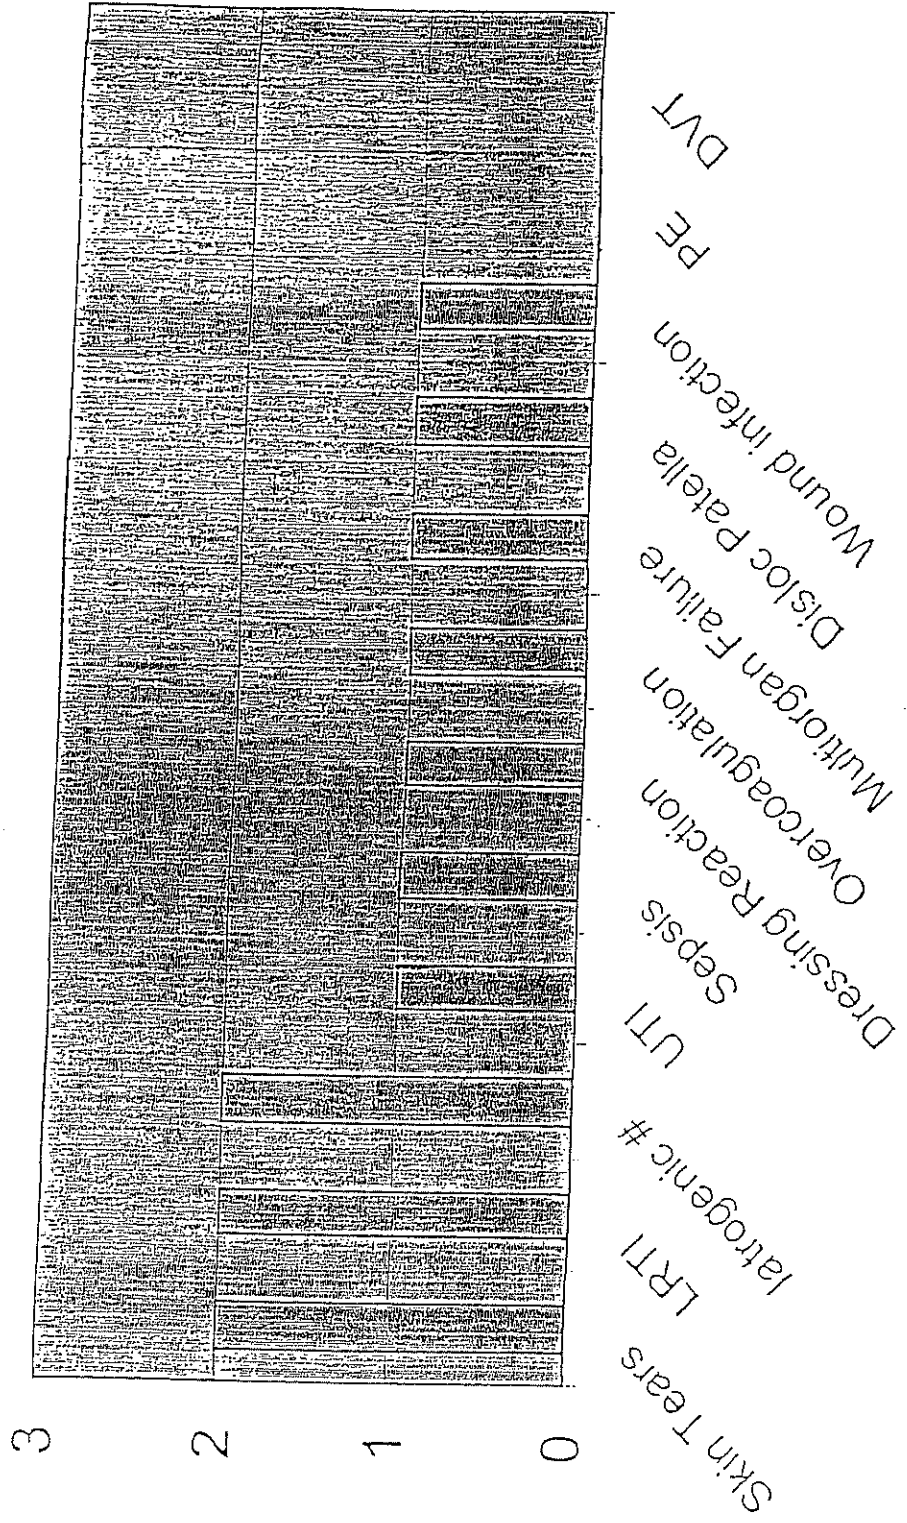 3
2
1
0
Skin Tears
LRTI
Iatrogenic #
UTI
Sepsis
Dressing Reaction
Overcoagulation
Multiorgan Failure
Disloc Patella
Wound infection
PE
DVT